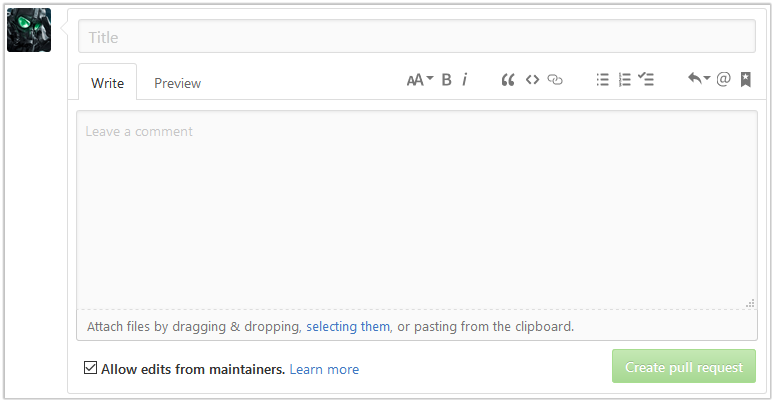 Title
Write Preview AA B i @
Leave a comment
Attach files by dragging & dropping, selecting them, or pasting from the clipboard.
Allow edits from maintainers. Learn more Create pull request